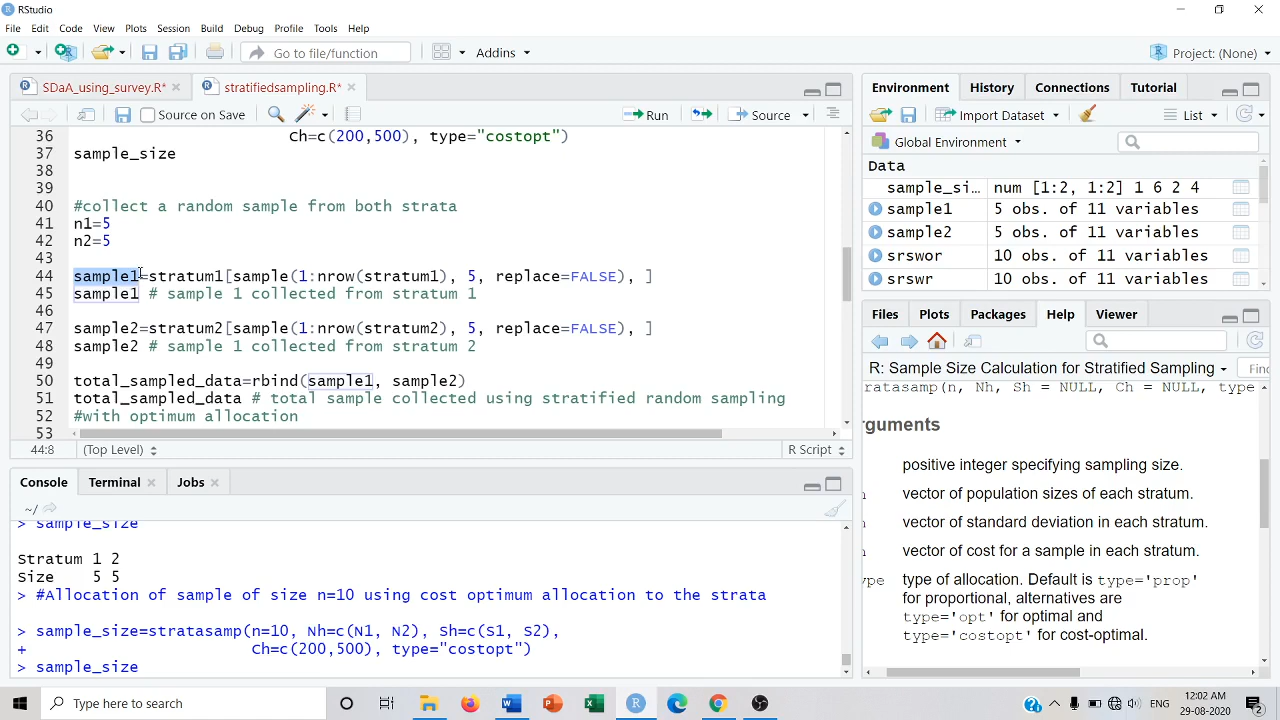 RStudio
File Edit Code View Plots Session Build Debug Profile Tools Help
Go to file/function Addins Project: (None)
SDaA_using_sumey.R* stratifiedsampling.R*
Source on Save Run Source
36 ch=c(200,500), type="costopt")
37 sample_size
38
39
40 #collect a random sample from both strata
41 n1=5
42 n2=5
43
44 sample1=stratum1[sample(1:nrow(stratum1), 5, replace=FALSE), ]
45 sample1 # sample 1 collected from stratum 1
46
47 sample2=stratum2[sample(1:nrow(stratum2), 5, replace=FALSE), ]
48 sample2 # sample 1 collected from stratum 2
49
50 total_sampled_data=rbind(sample1, sample2)
51 total_sampled_data # total sample collected using stratified random sampling
52 #with optimum allocation
53
44:8 (Top Level) R Script
Console Terminal Jobs
~/
> sample_size
Stratum 1 2
Size 5 5
> #Allocation of sample of size n=10 using cost optimum allocation to the strata
> sample_size=stratasamp(n=10, Nh=c(N1, N2), Sh=c(S1, S2),
+ Ch=c(200,500), type="costopt")
> sample_size
Environment History Connections Tutorial
Import Dataset List
Global Environment
Data
sample_si… num [1:2, 1:2] 1 6 2 4
sample1 5 obs. of 11 variables
sample2 5 obs. of 11 variables
srswor 10 obs. of 11 variables
srswr 10 obs. of 11 variables
Files Plots Packages Help Viewer
R: Sample Size Calculation for Stratified Sampling
ratasamp(n, Nh, Sh = NULL, Ch = NULL, type
rguments
positive integer specifying sampling size.
vector of population sizes of each stratum.
vector of standard deviation in each stratum.
vector of cost for a sample in each stratum.
ype type of allocation. Default is type='prop'
for proportional, alternatives are
type='opt' for optimal and
type='costopt' for cost-optimal.
Type here to search
12:02 AM
ENG
29-08-2020
2